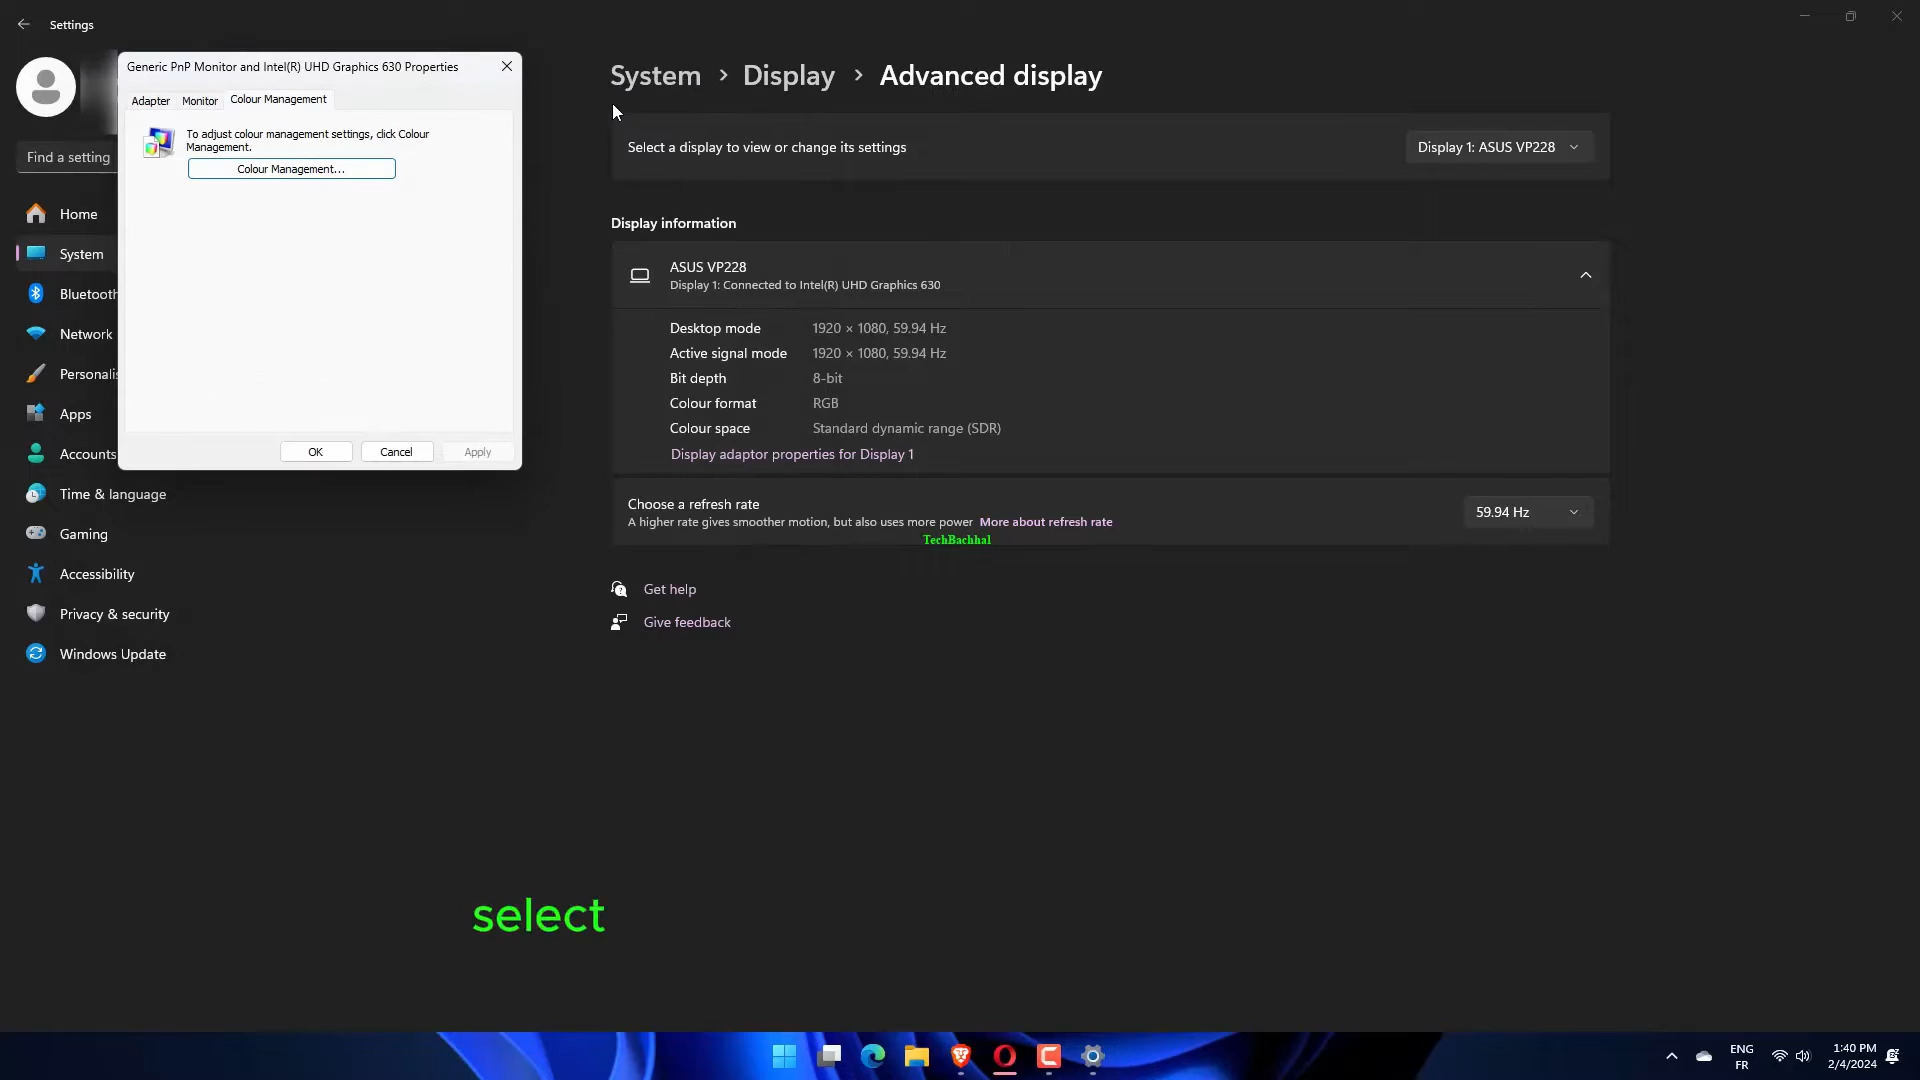 Settings
Generic PnP Monitor and Intel(R) UHD Graphics 630 Properties
Adapter
Monitor
Colour Management
To adjust colour management settings, click Colour
Management.
Colour Management...
OK
Cancel
Apply
Find a setting
Home
System
Bluetooth
Network
Personalis
Apps
Accounts
Time & language
Gaming
Accessibility
Privacy & security
Windows Update
System > Display > Advanced display
Select a display to view or change its settings
Display 1: ASUS VP228
Display information
ASUS VP228
Display 1: Connected to Intel(R) UHD Graphics 630
Desktop mode 1920 × 1080, 59.94 Hz
Active signal mode 1920 × 1080, 59.94 Hz
Bit depth 8-bit
Colour format RGB
Colour space Standard dynamic range (SDR)
Display adaptor properties for Display 1
Choose a refresh rate
A higher rate gives smoother motion, but also uses more power More about refresh rate
59.94 Hz
TechBachhal
Get help
Give feedback
select
ENG
FR
1:40 PM
2/4/2024